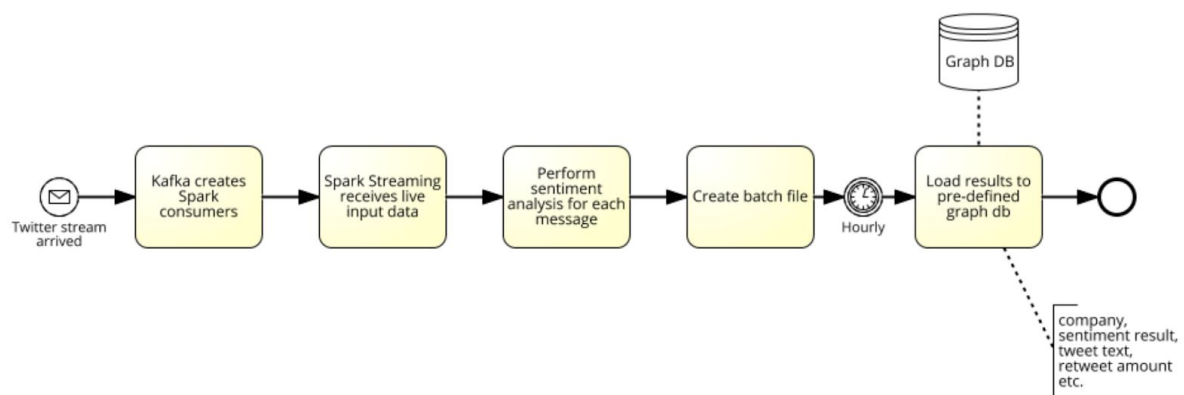 Graph DB
Twitter stream
arrived
Kafka creates
Spark
consumers
Spark Streaming
receives live
input data
Perform
sentiment
analysis for each
message
Create batch file
Hourly
Load results to
pre-defined
graph db
company,
sentiment result,
tweet text,
retweet amount
etc.